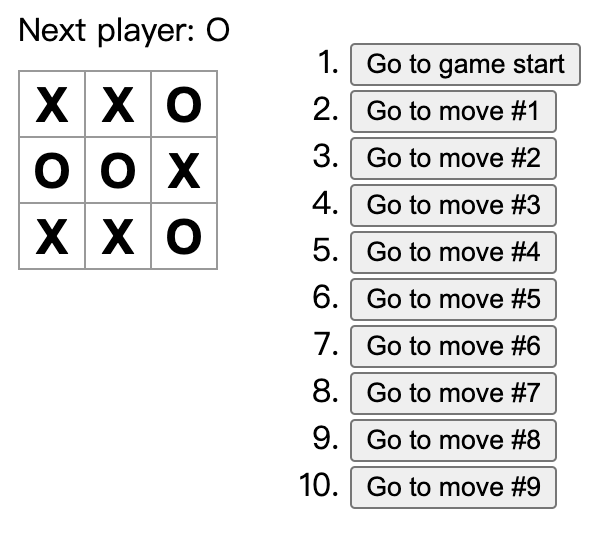 Next player: O
X X O
O O X
X X O
1. Go to game start
2. Go to move #1
3. Go to move #2
4. Go to move #3
5. Go to move #4
6. Go to move #5
7. Go to move #6
8. Go to move #7
9. Go to move #8
10. Go to move #9